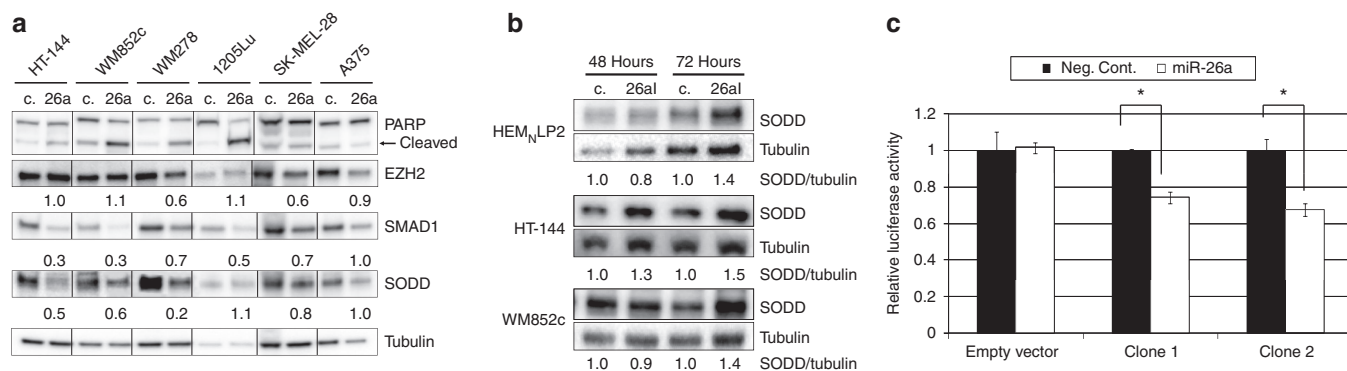 a
HT-144 WM852c WM278 1205Lu SK-MEL-28 A375
c. 26a c. 26a c. 26a c. 26a c. 26a c. 26a
PARP
← Cleaved
EZH2
1.0 1.1 0.6 1.1 0.6 0.9
SMAD1
0.3 0.3 0.7 0.5 0.7 1.0
SODD
0.5 0.6 0.2 1.1 0.8 1.0
Tubulin
b
48 Hours 72 Hours
c. 26aI c. 26aI
HEMNLP2
SODD
Tubulin
1.0 0.8 1.0 1.4 SODD/tubulin
HT-144
SODD
Tubulin
1.0 1.3 1.0 1.5 SODD/tubulin
WM852c
SODD
Tubulin
1.0 0.9 1.0 1.4 SODD/tubulin
c
Neg. Cont. miR-26a
* *
Relative luciferase activity
1.2
1
0.8
0.6
0.4
0.2
0
Empty vector Clone 1 Clone 2